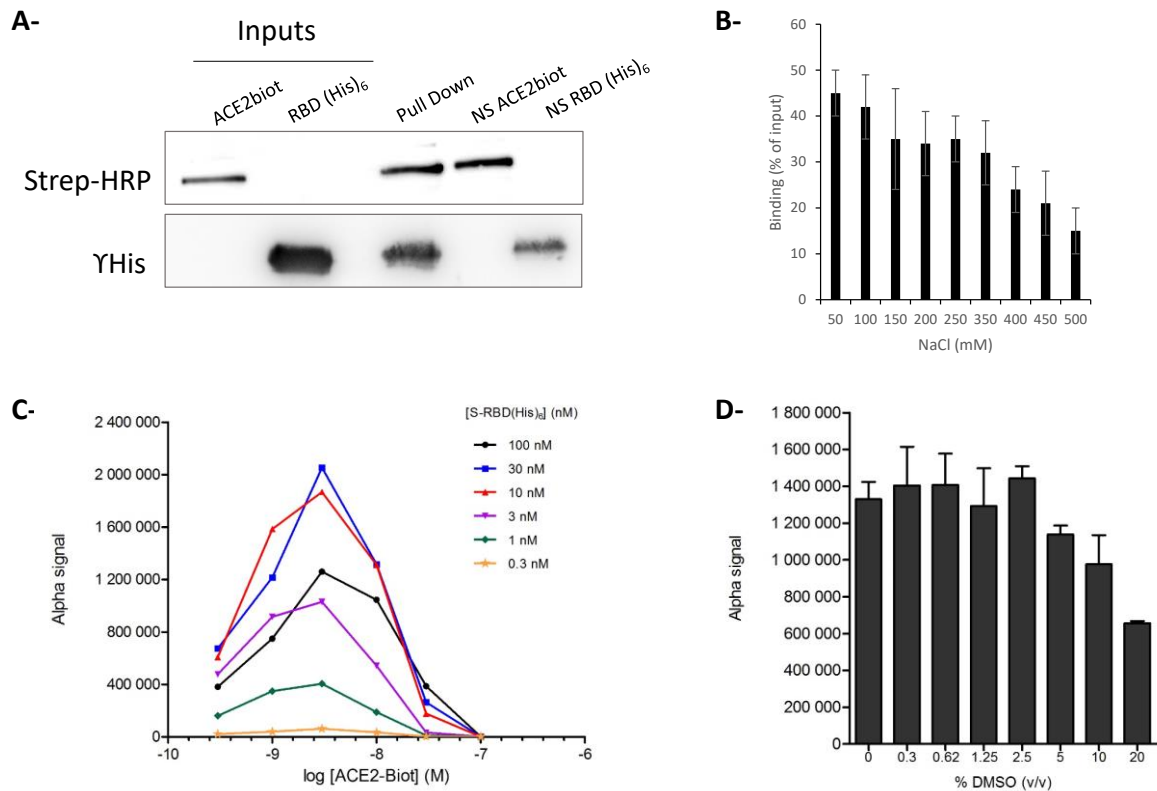 A-
Inputs
ACE2biot
RBD (His)₆
Pull Down
NS ACE2biot
NS RBD (His)₆
Strep-HRP
ϒHis
B-
60
50
40
30
20
10
0
Binding (% of input)
50 100 150 200 250 350 400 450 500
NaCl (mM)
C-
[S-RBD(His)₆] (nM)
100 nM
30 nM
10 nM
3 nM
1 nM
0.3 nM
2 400 000
2 000 000
1 600 000
1 200 000
800 000
400 000
0
Alpha signal
-10 -9 -8 -7 -6
log [ACE2-Biot] (M)
D-
1 800 000
1 600 000
1 400 000
1 200 000
1 000 000
800 000
600 000
400 000
200 000
0
Alpha signal
0 0.3 0.62 1.25 2.5 5 10 20
% DMSO (v/v)